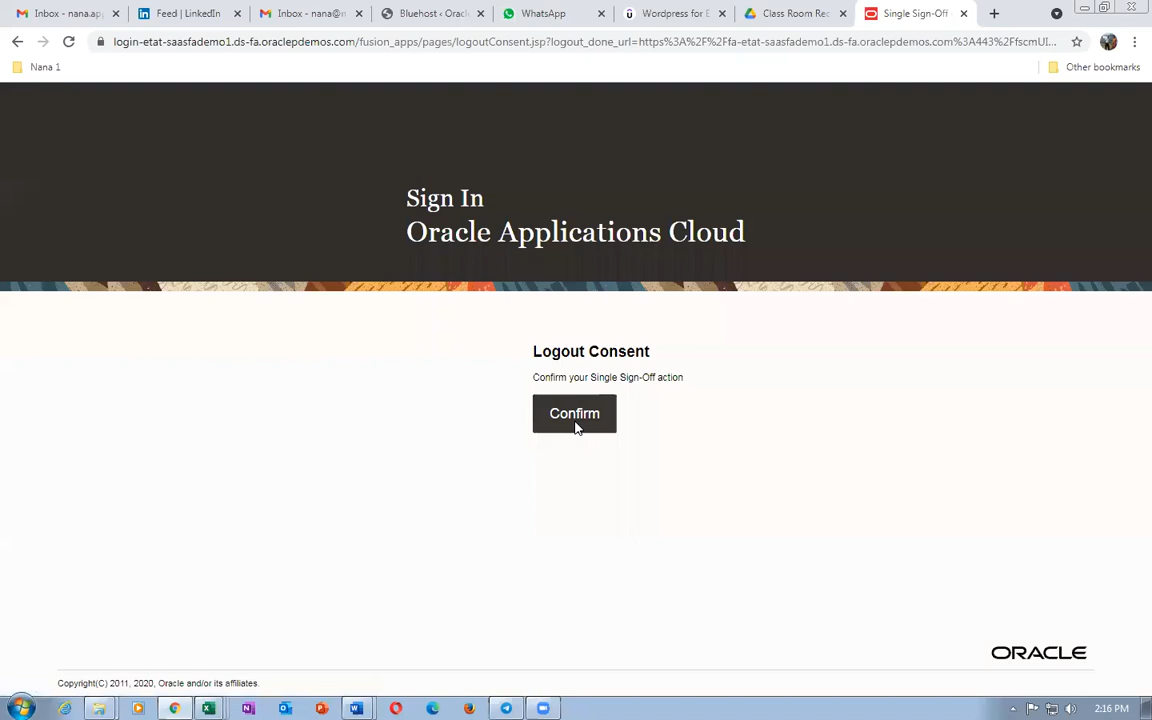 Inbox - nana.ap
Feed | LinkedIn
Inbox - nana@n
Bluehost ‹ Orac
WhatsApp
Wordpress for E
Class Room Rec
Single Sign-Off
login-etat-saasfademo1.ds-fa.oraclepdemos.com/fusion_apps/pages/logoutConsent.jsp?logout_done_url=https%3A%2F%2Ffa-etat-saasfademo1.ds-fa.oraclepdemos.com%3A443%2FfscmUI...
Nana 1
Other bookmarks
Sign In
Oracle Applications Cloud
Logout Consent
Confirm your Single Sign-Off action
Confirm
ORACLE
Copyright(C) 2011, 2020, Oracle and/or its affiliates.
2:16 PM